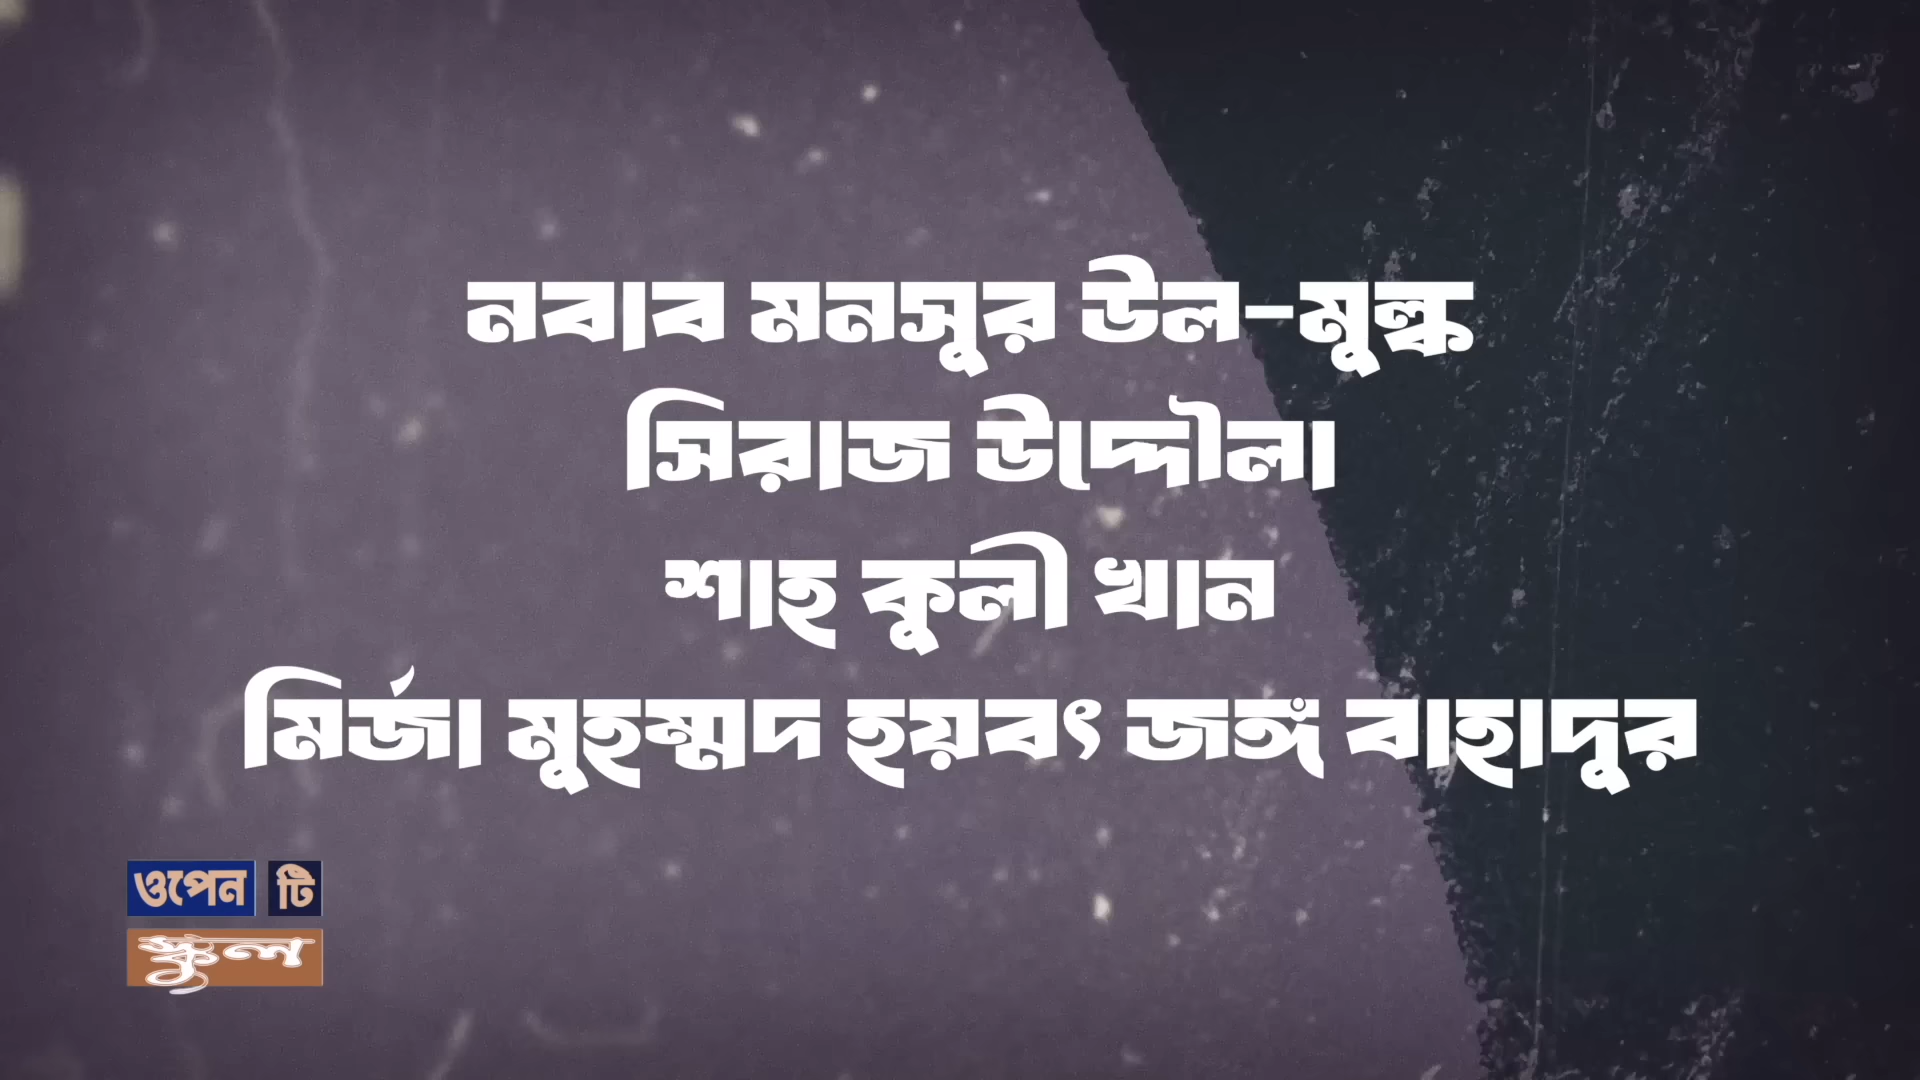 নবাব মনসুর উল-মুল্ক
সিরাজ উদ্দৌলা
শাহ কুলী খান
মির্জা মুহম্মদ হয়বৎ জঙ্গ বাহাদুর
ওপেন টি
স্কুল